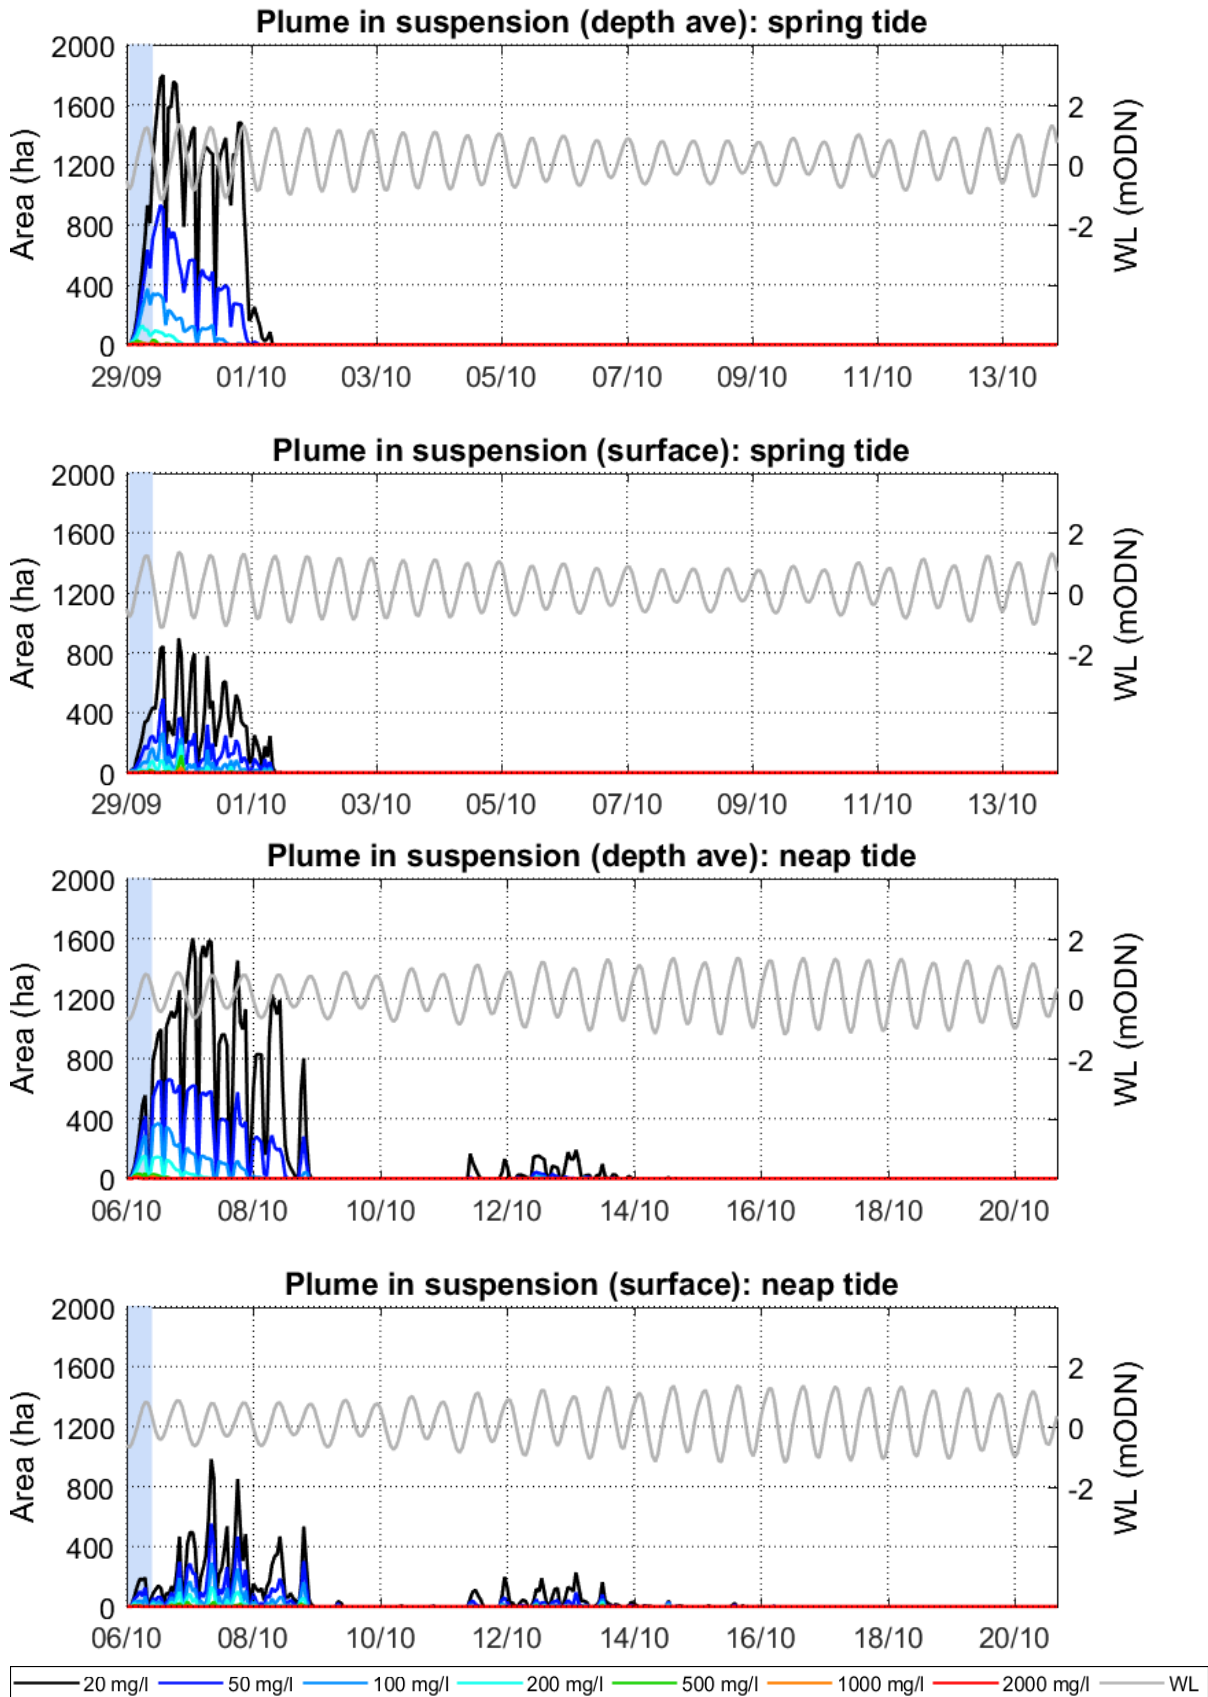 Plume in suspension (depth ave): spring tide
2000
1600
1200
800
400
0
Area (ha)
2
0
-2
WL (mODN)
29/09 01/10 03/10 05/10 07/10 09/10 11/10 13/10
Plume in suspension (surface): spring tide
2000
1600
1200
800
400
0
Area (ha)
2
0
-2
WL (mODN)
29/09 01/10 03/10 05/10 07/10 09/10 11/10 13/10
Plume in suspension (depth ave): neap tide
2000
1600
1200
800
400
0
Area (ha)
2
0
-2
WL (mODN)
06/10 08/10 10/10 12/10 14/10 16/10 18/10 20/10
Plume in suspension (surface): neap tide
2000
1600
1200
800
400
0
Area (ha)
2
0
-2
WL (mODN)
06/10 08/10 10/10 12/10 14/10 16/10 18/10 20/10
20 mg/l 50 mg/l 100 mg/l 200 mg/l 500 mg/l 1000 mg/l 2000 mg/l WL